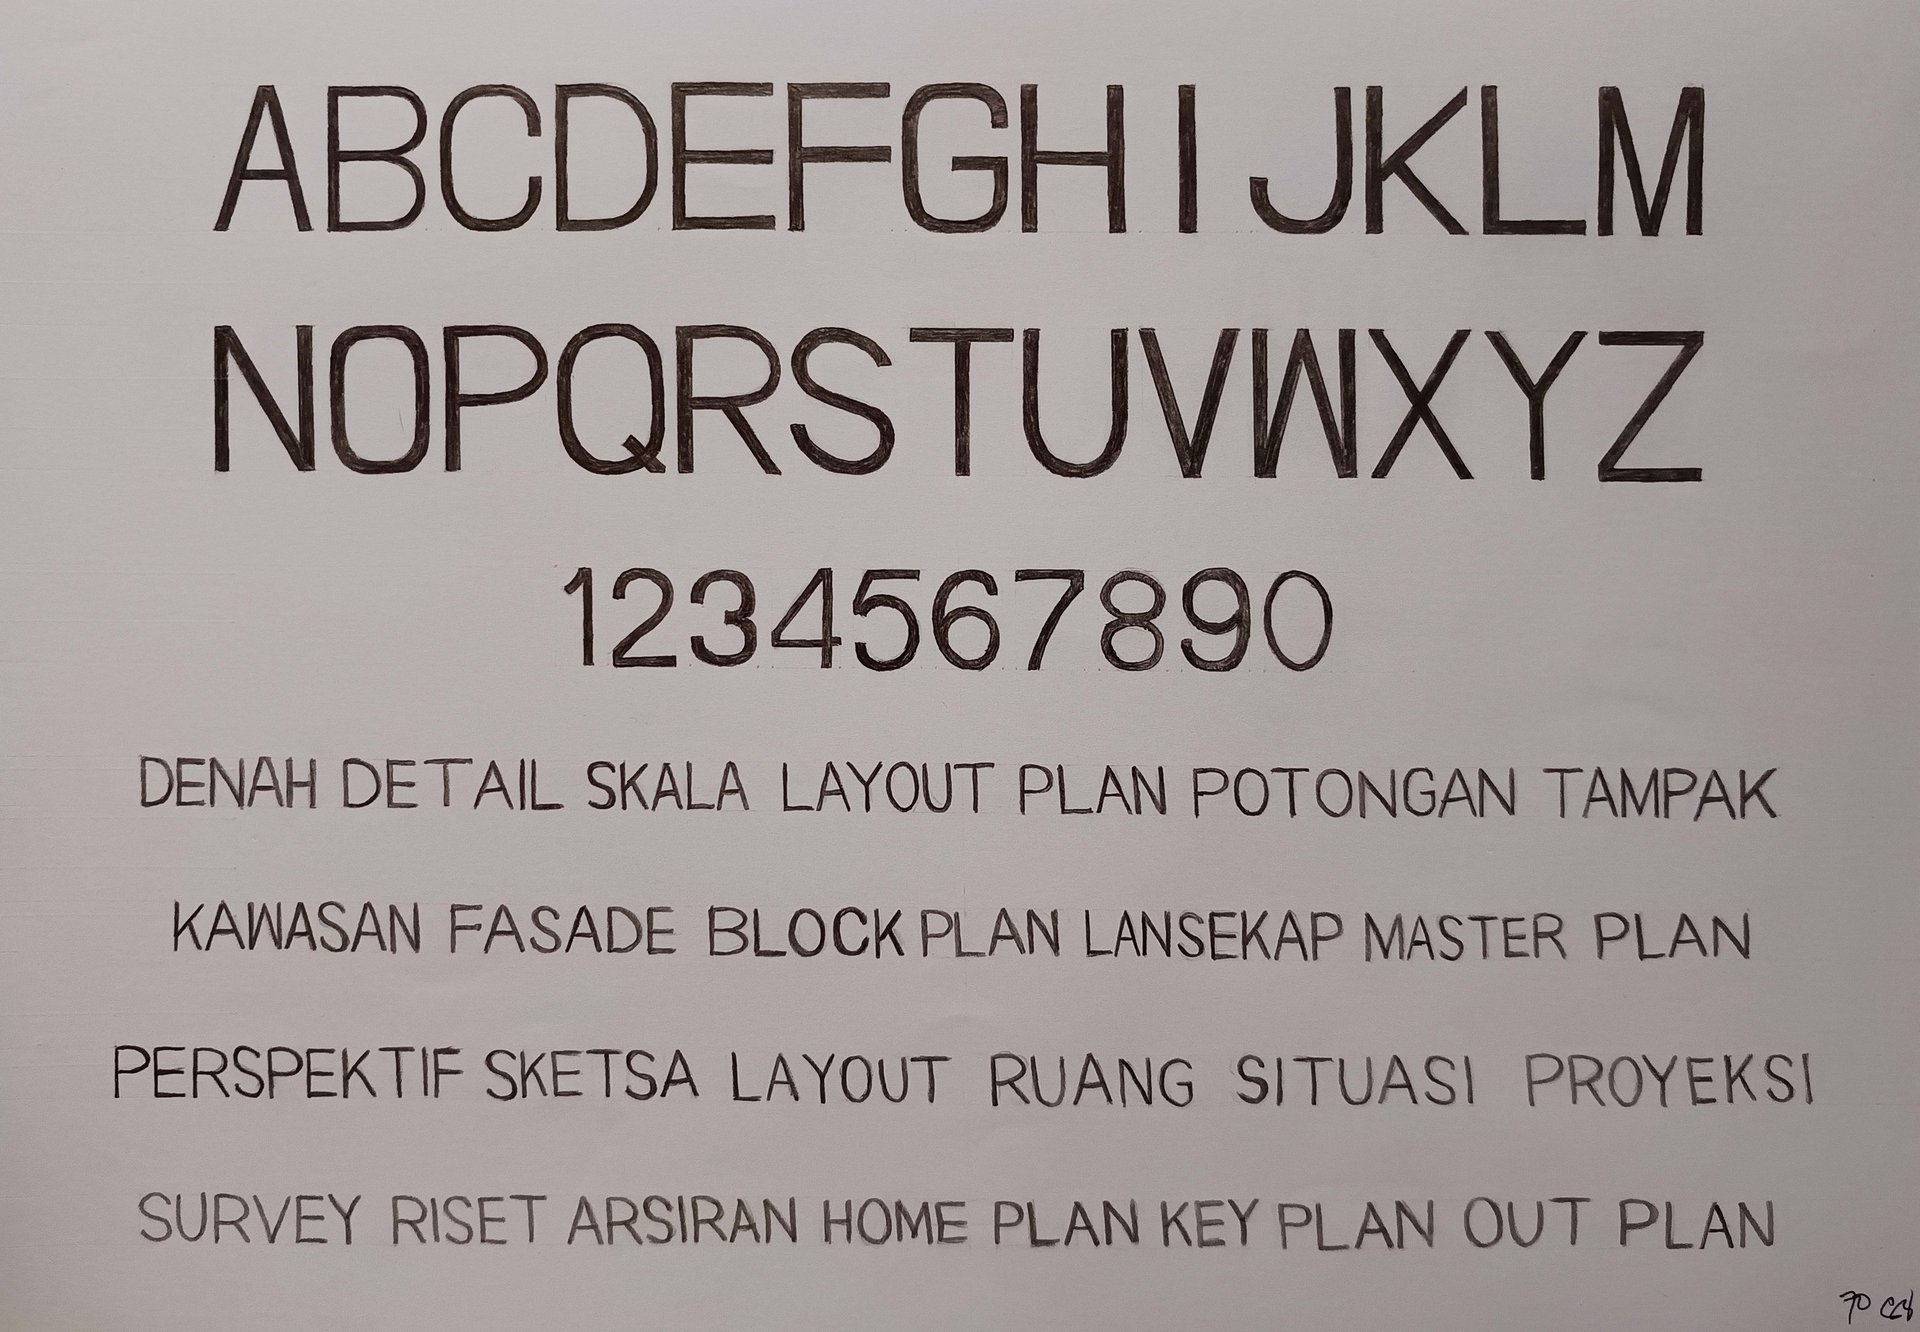 ABCDEFGHIJKLM
NOPQRSTUVWXYZ
1234567890
DENAH DETAIL SKALA LAYOUT PLAN POTONGAN TAMPAK
KAWASAN FASADE BLOCK PLAN LANSEKAP MASTER PLAN
PERSPEKTIF SKETSA LAYOUT RUANG SITUASI PROYEKSI
SURVEY RISET ARSIRAN HOME PLAN KEY PLAN OUT PLAN
70